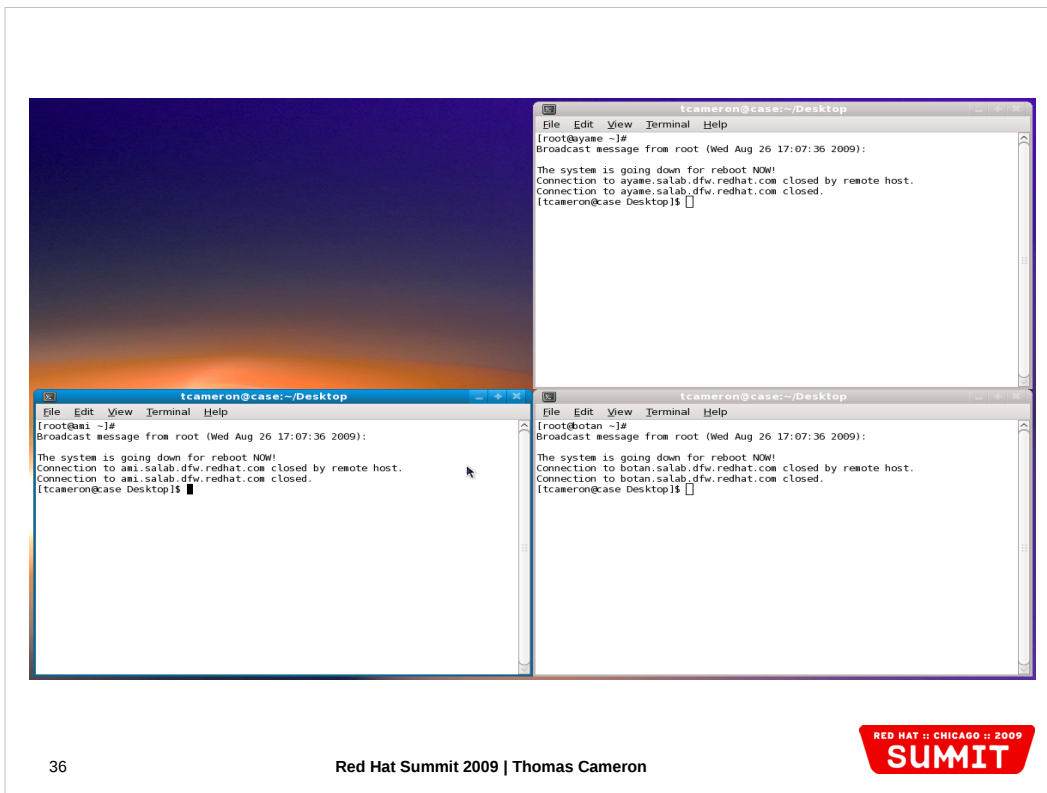 tcameron@case:~/Desktop
File Edit View Terminal Help
[root@ayame ~]#
Broadcast message from root (Wed Aug 26 17:07:36 2009):
The system is going down for reboot NOW!
Connection to ayame.salab.dfw.redhat.com closed by remote host.
Connection to ayame.salab.dfw.redhat.com closed.
[tcameron@case Desktop]$
tcameron@case:~/Desktop
File Edit View Terminal Help
[root@ami ~]#
Broadcast message from root (Wed Aug 26 17:07:36 2009):
The system is going down for reboot NOW!
Connection to ami.salab.dfw.redhat.com closed by remote host.
Connection to ami.salab.dfw.redhat.com closed.
[tcameron@case Desktop]$
tcameron@case:~/Desktop
File Edit View Terminal Help
[root@botan ~]#
Broadcast message from root (Wed Aug 26 17:07:36 2009):
The system is going down for reboot NOW!
Connection to botan.salab.dfw.redhat.com closed by remote host.
Connection to botan.salab.dfw.redhat.com closed.
[tcameron@case Desktop]$
36
Red Hat Summit 2009 | Thomas Cameron
RED HAT :: CHICAGO :: 2009
SUMMIT